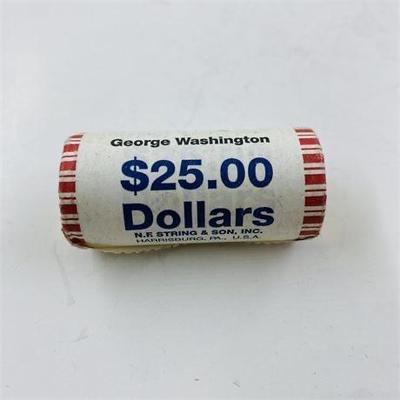 George Washington
$25.00
Dollars
N.F. STRING & SON, INC.
HARRISBURG, PA., U.S.A.